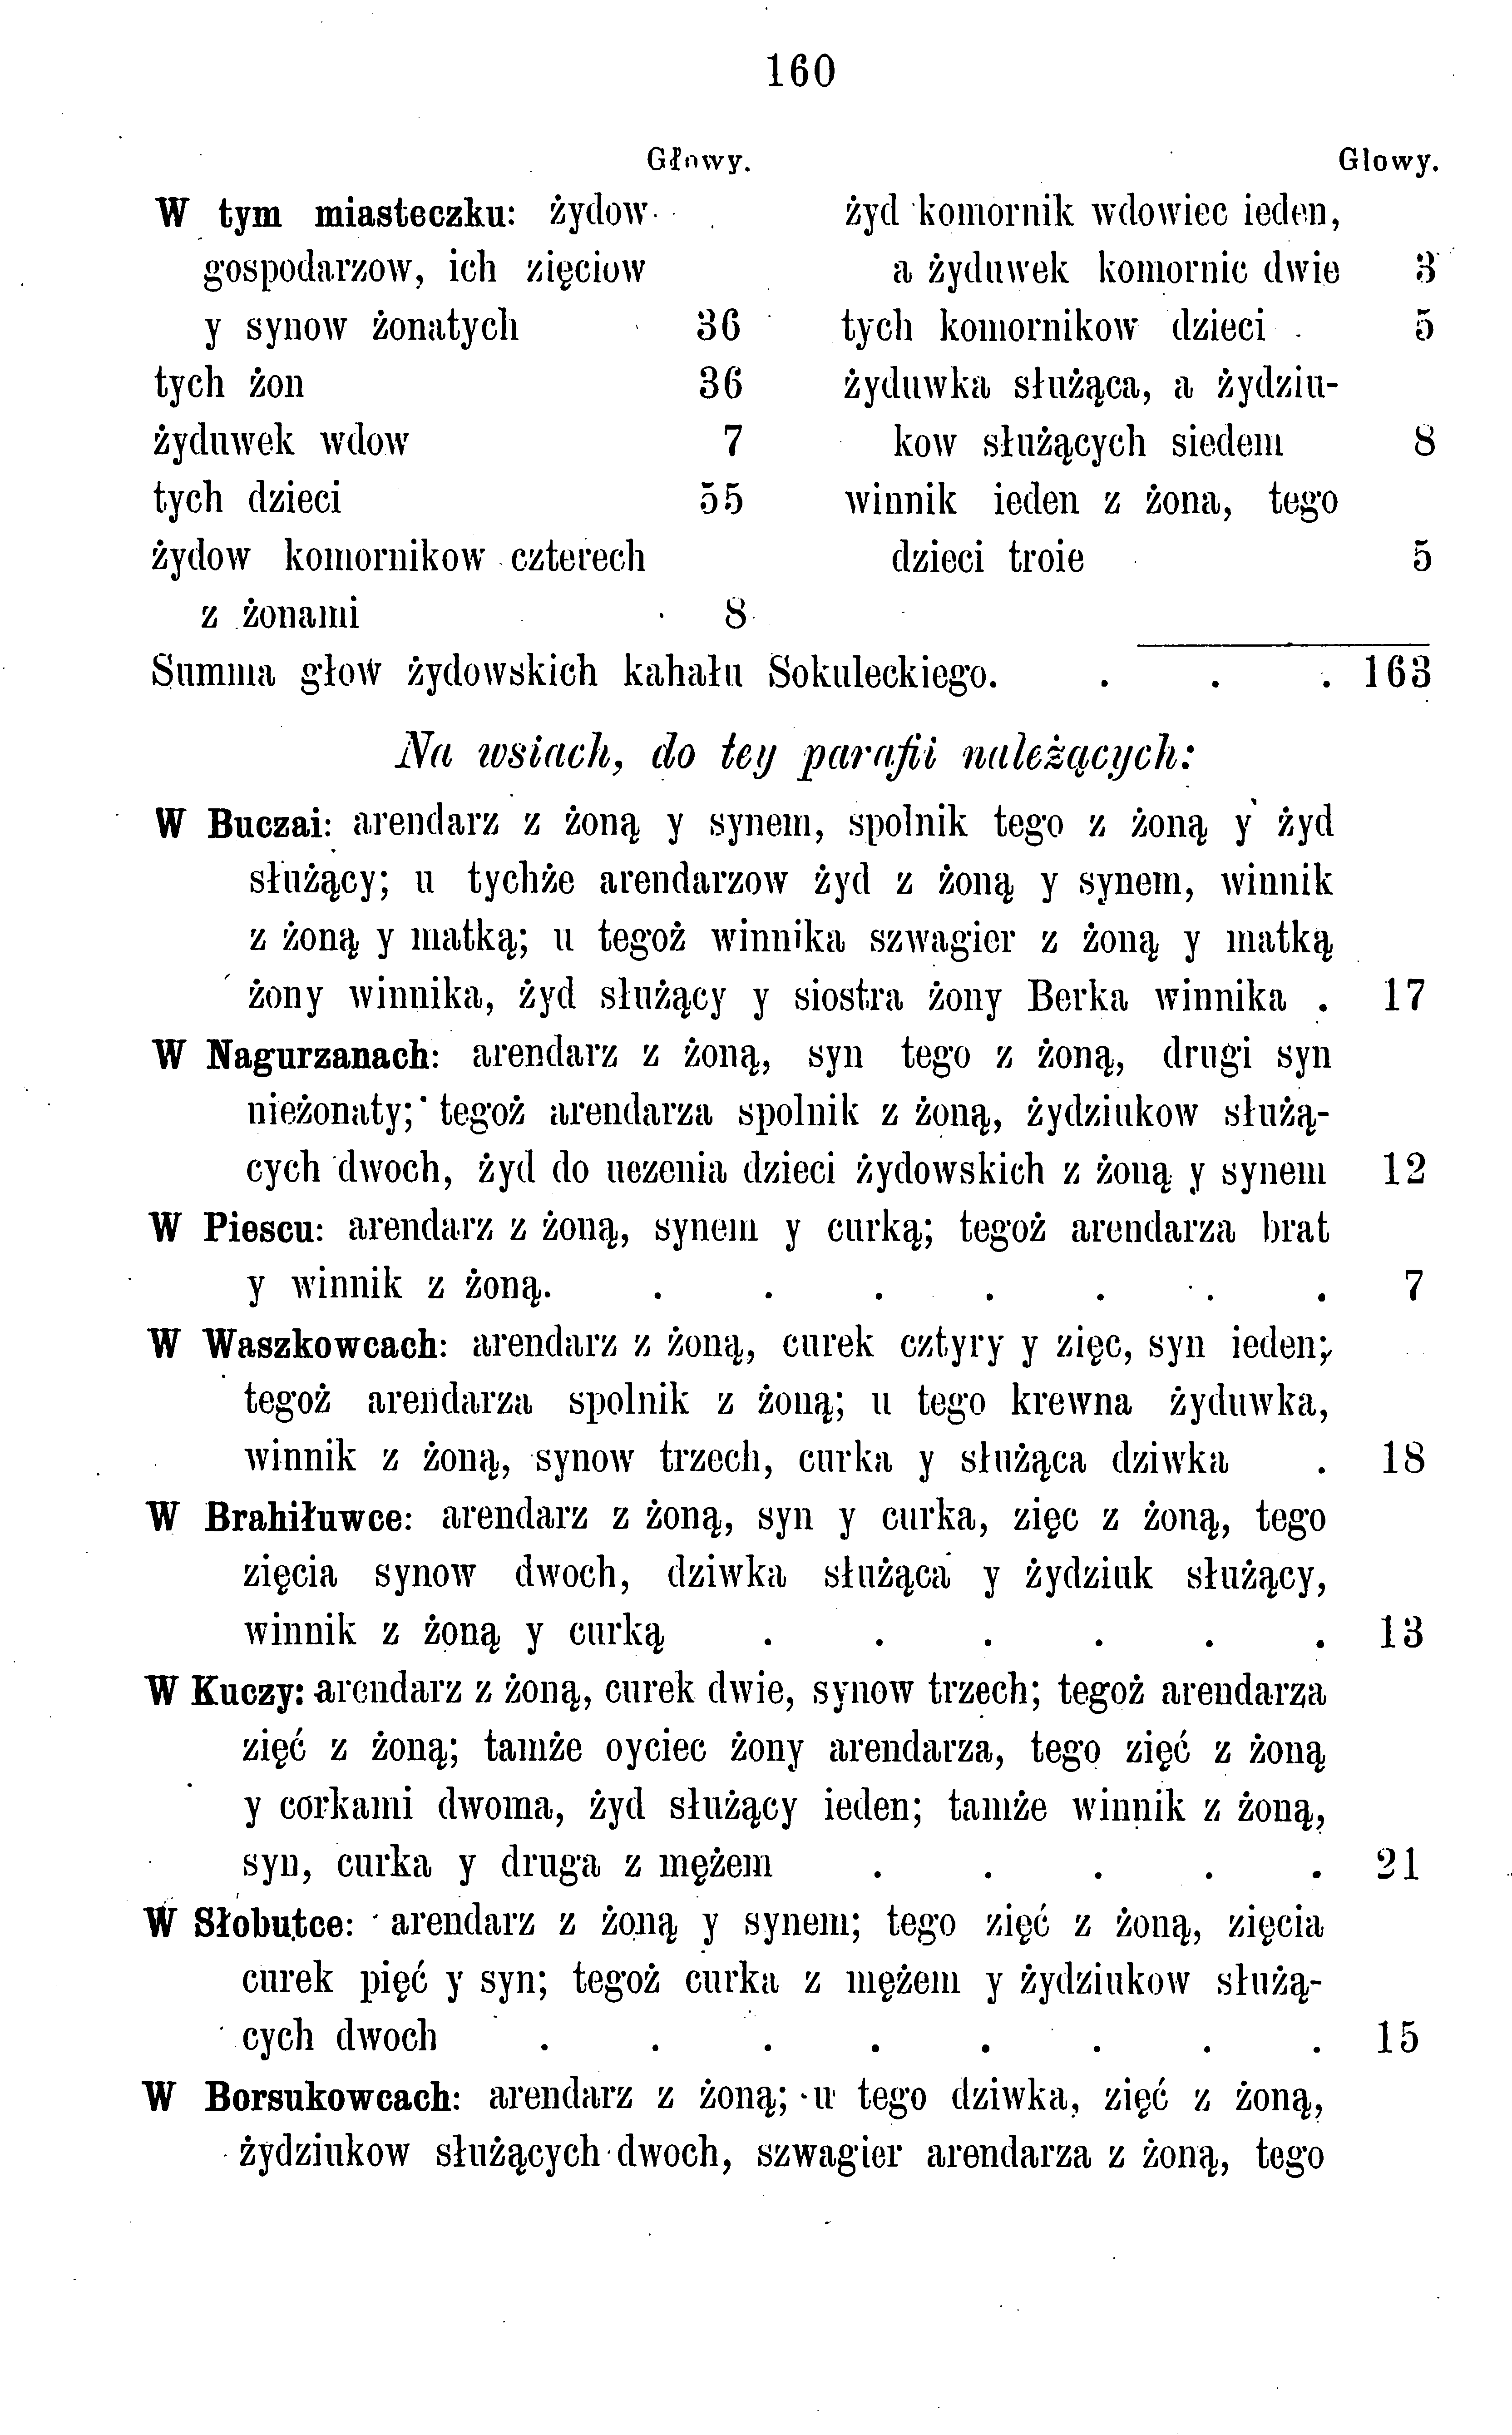 160
Głowy.
W tym miasteczku: żydow
gospodarzow, ich zięciow
y synow żonatych 36
tych żon 36
żyduwek wdow 7
tych dzieci 55
żydow komornikow czterech
z żonami 8
Glowy.
żyd komornik wdowiec ieden,
a żyduwek komornic dwie 3
tych komornikow dzieci . 5
żyduwka służąca, a żydziu-
kow służących siedem 8
winnik ieden z żona, tego
dzieci troie 5
Summa głow żydowskich kahału Sokuleckiego. . . . 163
Na wsiach, do tey parafii należących:
W Buczai: arendarz z żoną y synem, spolnik tego z żoną y żyd
służący; u tychże arendarzow żyd z żoną y synem, winnik
z żoną y matką; u tegoż winnika szwagier z żoną y matką
żony winnika, żyd służący y siostra żony Berka winnika . 17
W Nagurzanach: arendarz z żoną, syn tego z żoną, drugi syn
nieżonaty; tegoż arendarza spolnik z żoną, żydziukow służą-
cych dwoch, żyd do uezenia dzieci żydowskich z żoną y synem 12
W Piescu: arendarz z żoną, synem y curką; tegoż arendarza brat
y winnik z żoną. . . . . . . . 7
W Waszkowcach: arendarz z żoną, curek cztyry y zięc, syn ieden;
tegoż arendarza spolnik z żoną; u tego krewna żyduwka,
winnik z żoną, synow trzech, curka y służąca dziwka . 18
W Brahiłuwce: arendarz z żoną, syn y curka, zięc z żoną, tego
zięcia synow dwoch, dziwka służąca y żydziuk służący,
winnik z żoną y curką . . . . . . 13
W Kuczy: arendarz z żoną, curek dwie, synow trzech; tegoż arendarza
zięć z żoną; tamże oyciec żony arendarza, tego zięć z żoną
y corkami dwoma, żyd służący ieden; tamże winnik z żoną,
syn, curka y druga z mężem . . . . . 21
W Słobutce: arendarz z żoną y synem; tego zięć z żoną, zięcia
curek pięć y syn; tegoż curka z mężem y żydziukow służą-
cych dwoch . . . . . . . . 15
W Borsukowcach: arendarz z żoną; u tego dziwka, zięć z żoną,
żydziukow służących dwoch, szwagier arendarza z żoną, tego